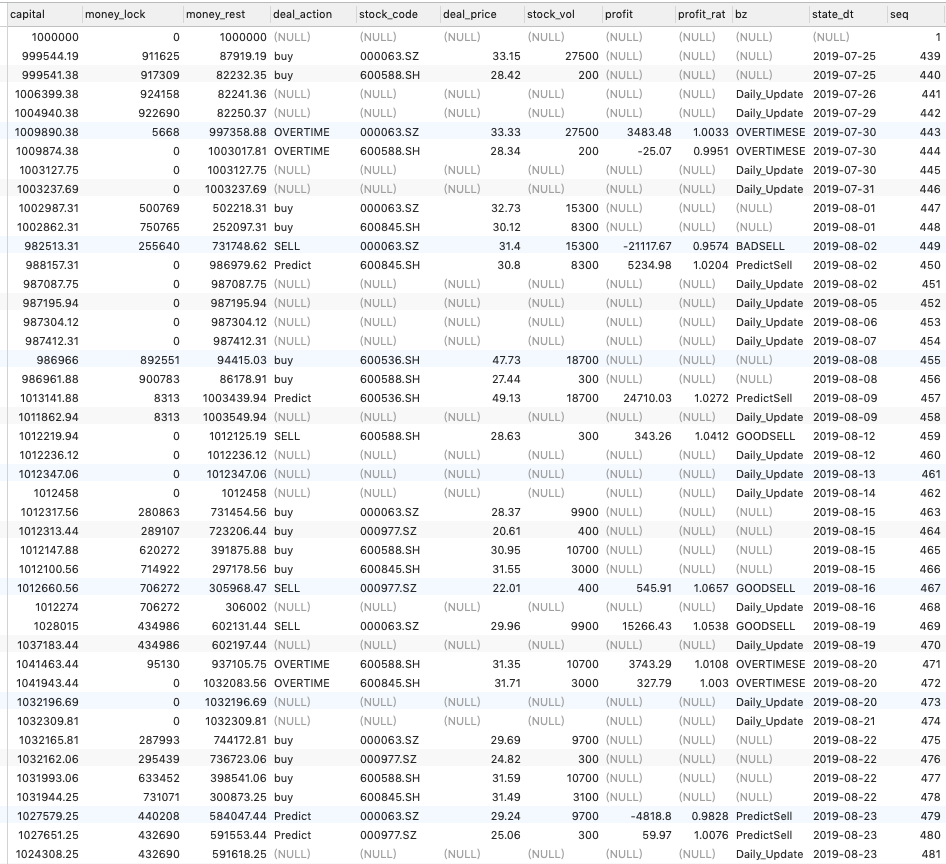 capital money_lock money_rest deal_action stock_code deal_price stock_vol profit profit_rat bz state_dt seq
1000000 0 1000000 (NULL) (NULL) (NULL) (NULL) (NULL) (NULL) (NULL) (NULL) 1
999544.19 911625 87919.19 buy 000063.SZ 33.15 27500 (NULL) (NULL) (NULL) 2019-07-25 439
999541.38 917309 82232.35 buy 600588.SH 28.42 200 (NULL) (NULL) (NULL) 2019-07-25 440
1006399.38 924158 82241.36 (NULL) (NULL) (NULL) (NULL) (NULL) (NULL) Daily_Update 2019-07-26 441
1004940.38 922690 82250.37 (NULL) (NULL) (NULL) (NULL) (NULL) (NULL) Daily_Update 2019-07-29 442
1009890.38 5668 997358.88 OVERTIME 000063.SZ 33.33 27500 3483.48 1.0033 OVERTIMESE 2019-07-30 443
1009874.38 0 1003017.81 OVERTIME 600588.SH 28.34 200 -25.07 0.9951 OVERTIMESE 2019-07-30 444
1003127.75 0 1003127.75 (NULL) (NULL) (NULL) (NULL) (NULL) (NULL) Daily_Update 2019-07-30 445
1003237.69 0 1003237.69 (NULL) (NULL) (NULL) (NULL) (NULL) (NULL) Daily_Update 2019-07-31 446
1002987.31 500769 502218.31 buy 000063.SZ 32.73 15300 (NULL) (NULL) (NULL) 2019-08-01 447
1002862.31 750765 252097.31 buy 600845.SH 30.12 8300 (NULL) (NULL) (NULL) 2019-08-01 448
982513.31 255640 731748.62 SELL 000063.SZ 31.4 15300 -21117.67 0.9574 BADSELL 2019-08-02 449
988157.31 0 986979.62 Predict 600845.SH 30.8 8300 5234.98 1.0204 PredictSell 2019-08-02 450
987087.75 0 987087.75 (NULL) (NULL) (NULL) (NULL) (NULL) (NULL) Daily_Update 2019-08-02 451
987195.94 0 987195.94 (NULL) (NULL) (NULL) (NULL) (NULL) (NULL) Daily_Update 2019-08-05 452
987304.12 0 987304.12 (NULL) (NULL) (NULL) (NULL) (NULL) (NULL) Daily_Update 2019-08-06 453
987412.31 0 987412.31 (NULL) (NULL) (NULL) (NULL) (NULL) (NULL) Daily_Update 2019-08-07 454
986966 892551 94415.03 buy 600536.SH 47.73 18700 (NULL) (NULL) (NULL) 2019-08-08 455
986961.88 900783 86178.91 buy 600588.SH 27.44 300 (NULL) (NULL) (NULL) 2019-08-08 456
1013141.88 8313 1003439.94 Predict 600536.SH 49.13 18700 24710.03 1.0272 PredictSell 2019-08-09 457
1011862.94 8313 1003549.94 (NULL) (NULL) (NULL) (NULL) (NULL) (NULL) Daily_Update 2019-08-09 458
1012219.94 0 1012125.19 SELL 600588.SH 28.63 300 343.26 1.0412 GOODSELL 2019-08-12 459
1012236.12 0 1012236.12 (NULL) (NULL) (NULL) (NULL) (NULL) (NULL) Daily_Update 2019-08-12 460
1012347.06 0 1012347.06 (NULL) (NULL) (NULL) (NULL) (NULL) (NULL) Daily_Update 2019-08-13 461
1012458 0 1012458 (NULL) (NULL) (NULL) (NULL) (NULL) (NULL) Daily_Update 2019-08-14 462
1012317.56 280863 731454.56 buy 000063.SZ 28.37 9900 (NULL) (NULL) (NULL) 2019-08-15 463
1012313.44 289107 723206.44 buy 000977.SZ 20.61 400 (NULL) (NULL) (NULL) 2019-08-15 464
1012147.88 620272 391875.88 buy 600588.SH 30.95 10700 (NULL) (NULL) (NULL) 2019-08-15 465
1012100.56 714922 297178.56 buy 600845.SH 31.55 3000 (NULL) (NULL) (NULL) 2019-08-15 466
1012660.56 706272 305968.47 SELL 000977.SZ 22.01 400 545.91 1.0657 GOODSELL 2019-08-16 467
1012274 706272 306002 (NULL) (NULL) (NULL) (NULL) (NULL) (NULL) Daily_Update 2019-08-16 468
1028015 434986 602131.44 SELL 000063.SZ 29.96 9900 15266.43 1.0538 GOODSELL 2019-08-19 469
1037183.44 434986 602197.44 (NULL) (NULL) (NULL) (NULL) (NULL) (NULL) Daily_Update 2019-08-19 470
1041463.44 95130 937105.75 OVERTIME 600588.SH 31.35 10700 3743.29 1.0108 OVERTIMESE 2019-08-20 471
1041943.44 0 1032083.56 OVERTIME 600845.SH 31.71 3000 327.79 1.003 OVERTIMESE 2019-08-20 472
1032196.69 0 1032196.69 (NULL) (NULL) (NULL) (NULL) (NULL) (NULL) Daily_Update 2019-08-20 473
1032309.81 0 1032309.81 (NULL) (NULL) (NULL) (NULL) (NULL) (NULL) Daily_Update 2019-08-21 474
1032165.81 287993 744172.81 buy 000063.SZ 29.69 9700 (NULL) (NULL) (NULL) 2019-08-22 475
1032162.06 295439 736723.06 buy 000977.SZ 24.82 300 (NULL) (NULL) (NULL) 2019-08-22 476
1031993.06 633452 398541.06 buy 600588.SH 31.59 10700 (NULL) (NULL) (NULL) 2019-08-22 477
1031944.25 731071 300873.25 buy 600845.SH 31.49 3100 (NULL) (NULL) (NULL) 2019-08-22 478
1027579.25 440208 584047.44 Predict 000063.SZ 29.24 9700 -4818.8 0.9828 PredictSell 2019-08-23 479
1027651.25 432690 591553.44 Predict 000977.SZ 25.06 300 59.97 1.0076 PredictSell 2019-08-23 480
1024308.25 432690 591618.25 (NULL) (NULL) (NULL) (NULL) (NULL) (NULL) Daily_Update 2019-08-23 481